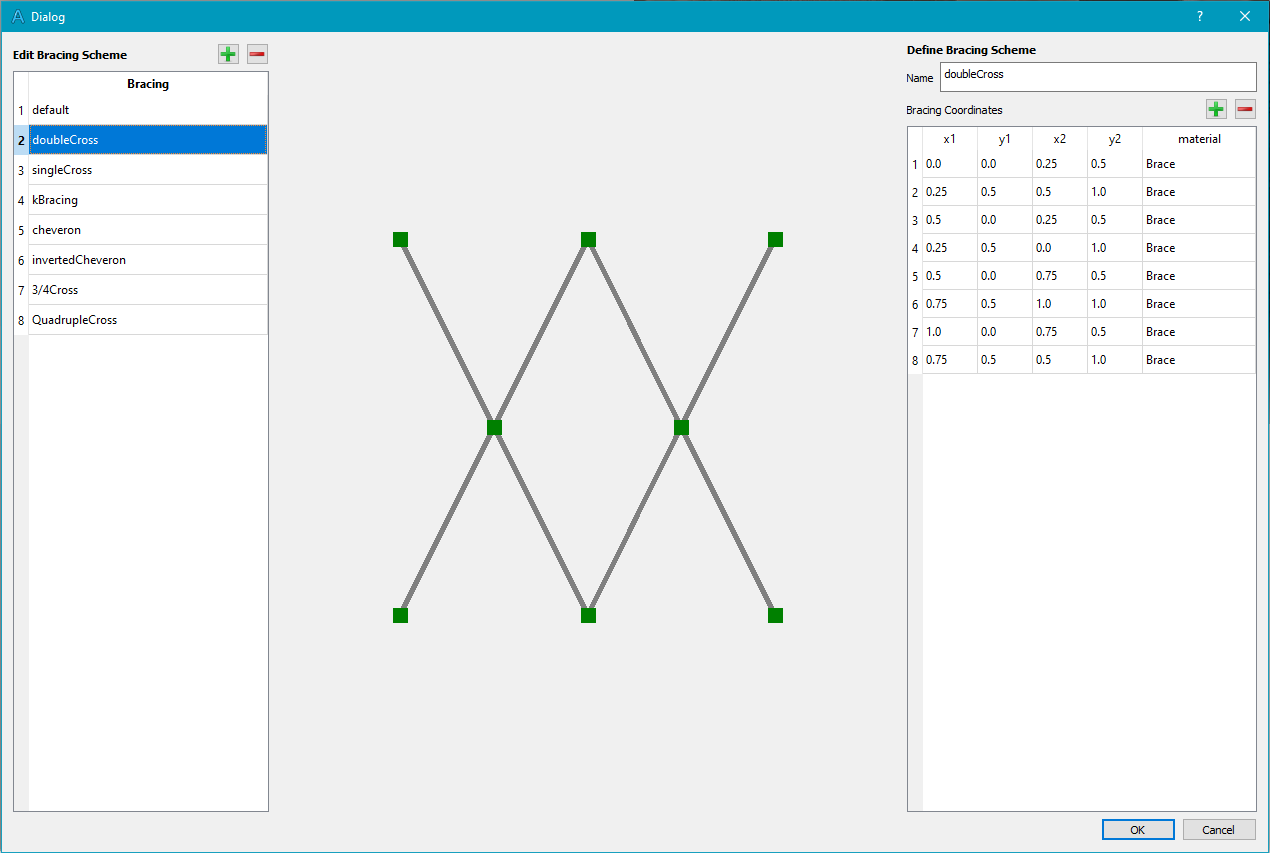 Dialog
?
Edit Bracing Scheme
Bracing
1 default
2 doubleCross
3 singleCross
4 kBracing
5 cheveron
6 invertedCheveron
7 3/4Cross
8 QuadrupleCross
Define Bracing Scheme
Name doubleCross
Bracing Coordinates
x1 y1 x2 y2 material
1 0.0 0.0 0.25 0.5 Brace
2 0.25 0.5 0.5 1.0 Brace
3 0.5 0.0 0.25 0.5 Brace
4 0.25 0.5 0.0 1.0 Brace
5 0.5 0.0 0.75 0.5 Brace
6 0.75 0.5 1.0 1.0 Brace
7 1.0 0.0 0.75 0.5 Brace
8 0.75 0.5 0.5 1.0 Brace
OK Cancel